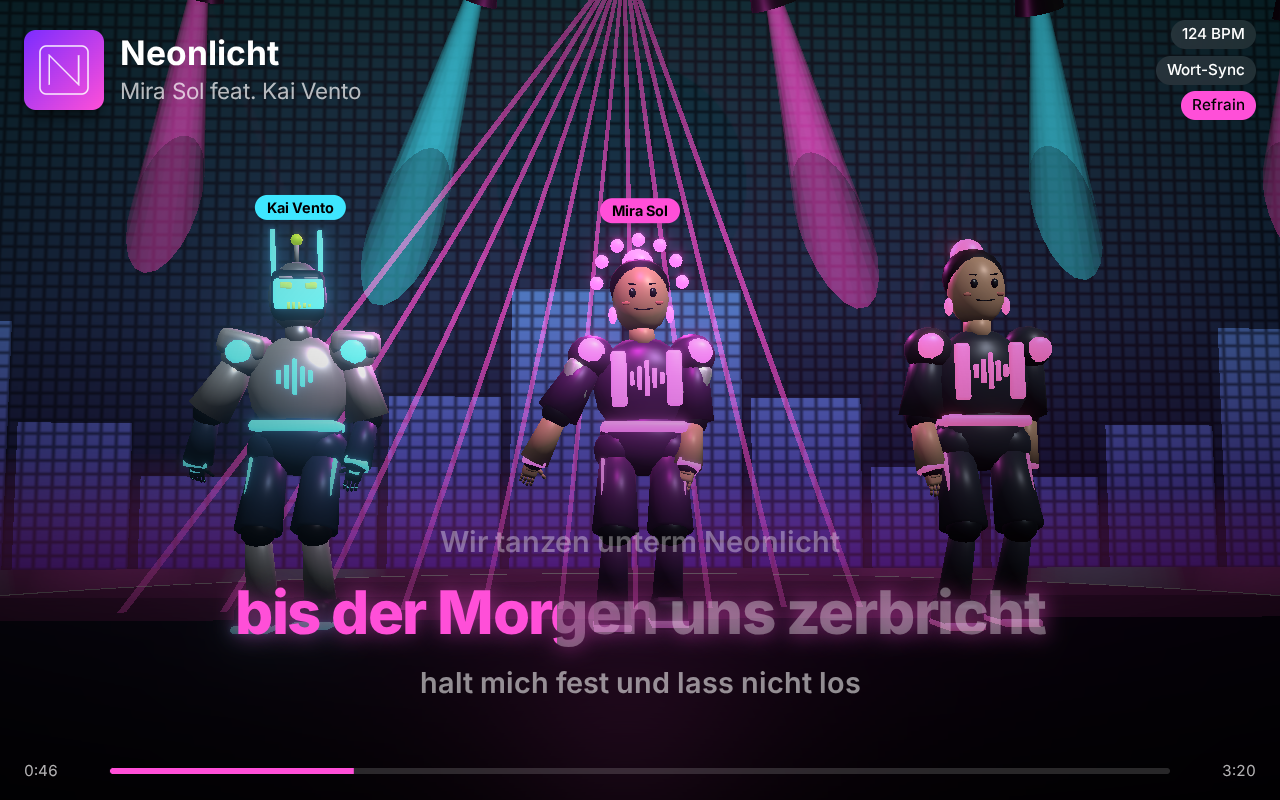 N
Neonlicht
Mira Sol feat. Kai Vento
124 BPM
Wort-Sync
Refrain
Kai Vento
Mira Sol
Wir tanzen unterm Neonlicht
bis der Morgen uns zerbricht
halt mich fest und lass nicht los
0:46
3:20